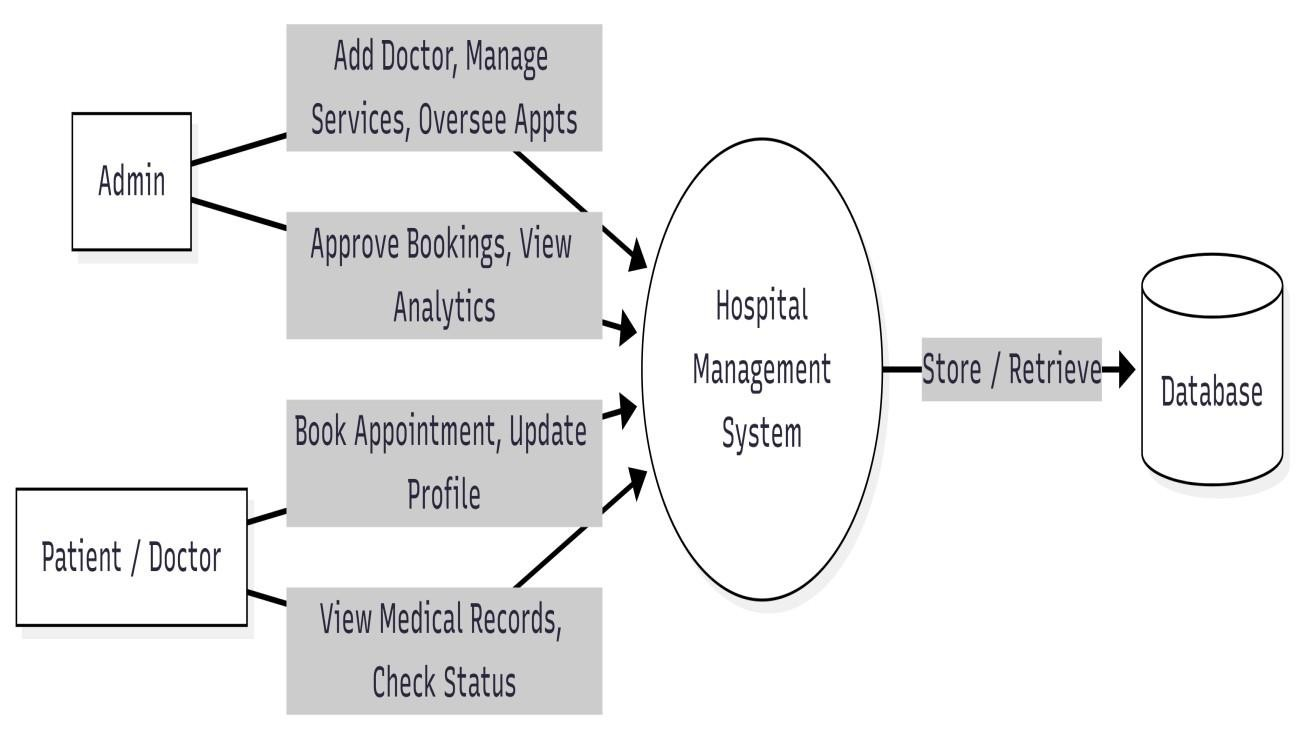 Add Doctor, Manage
Services, Oversee Appts
Admin
Approve Bookings, View
Analytics
Hospital
Management
System
Store / Retrieve
Database
Book Appointment, Update
Profile
Patient / Doctor
View Medical Records,
Check Status